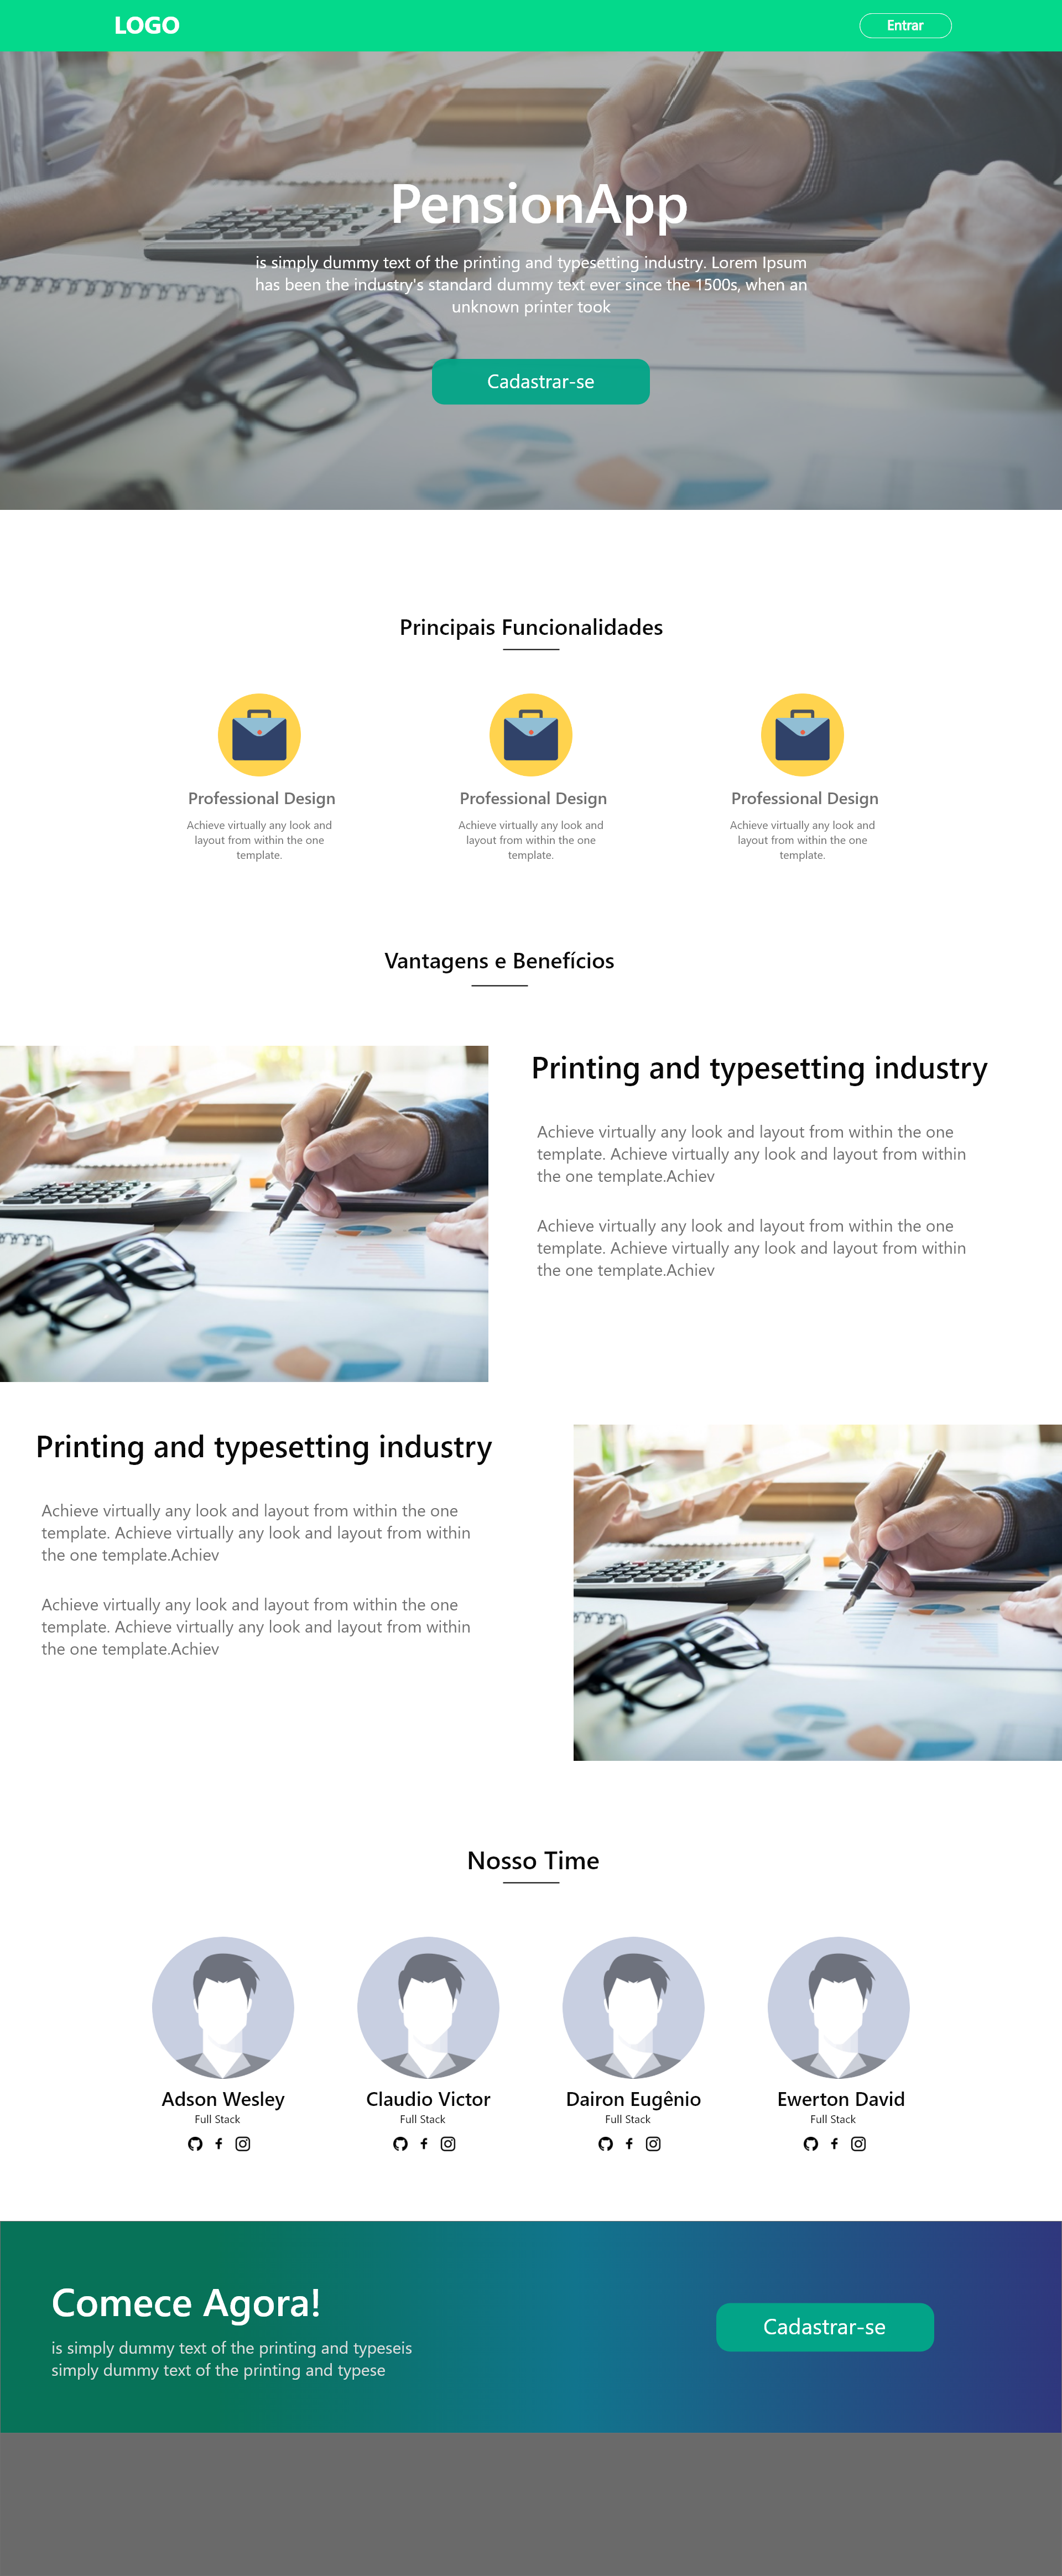 LOGO
Entrar
PensionApp
is simply dummy text of the printing and typesetting industry. Lorem Ipsum
has been the industry's standard dummy text ever since the 1500s, when an
unknown printer took
Cadastrar-se
Principais Funcionalidades
Professional Design
Achieve virtually any look and
layout from within the one
template.
Professional Design
Achieve virtually any look and
layout from within the one
template.
Professional Design
Achieve virtually any look and
layout from within the one
template.
Vantagens e Benefícios
Printing and typesetting industry
Achieve virtually any look and layout from within the one
template. Achieve virtually any look and layout from within
the one template.Achiev
Achieve virtually any look and layout from within the one
template. Achieve virtually any look and layout from within
the one template.Achiev
Printing and typesetting industry
Achieve virtually any look and layout from within the one
template. Achieve virtually any look and layout from within
the one template.Achiev
Achieve virtually any look and layout from within the one
template. Achieve virtually any look and layout from within
the one template.Achiev
Nosso Time
Adson Wesley
Full Stack
Claudio Victor
Full Stack
Dairon Eugênio
Full Stack
Ewerton David
Full Stack
Comece Agora!
is simply dummy text of the printing and typeseis
simply dummy text of the printing and typese
Cadastrar-se